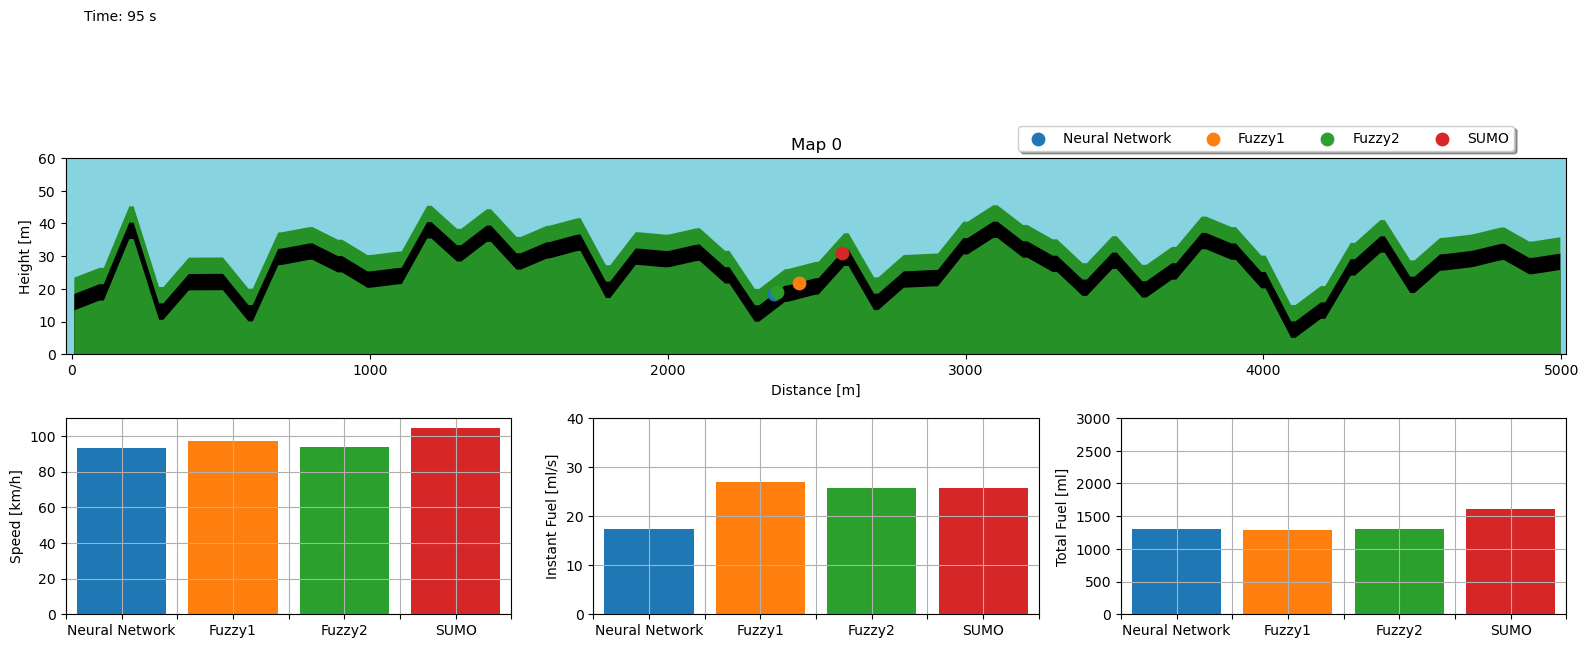 Time: 95 s
Neural Network Fuzzy1 Fuzzy2 SUMO
Map 0
Height [m]
60
50
40
30
20
10
0
0 1000 2000 3000 4000 5000
Distance [m]
Speed [km/h]
100
80
60
40
20
0
Neural Network Fuzzy1 Fuzzy2 SUMO
Instant Fuel [ml/s]
40
30
20
10
0
Neural Network Fuzzy1 Fuzzy2 SUMO
Total Fuel [ml]
3000
2500
2000
1500
1000
500
0
Neural Network Fuzzy1 Fuzzy2 SUMO